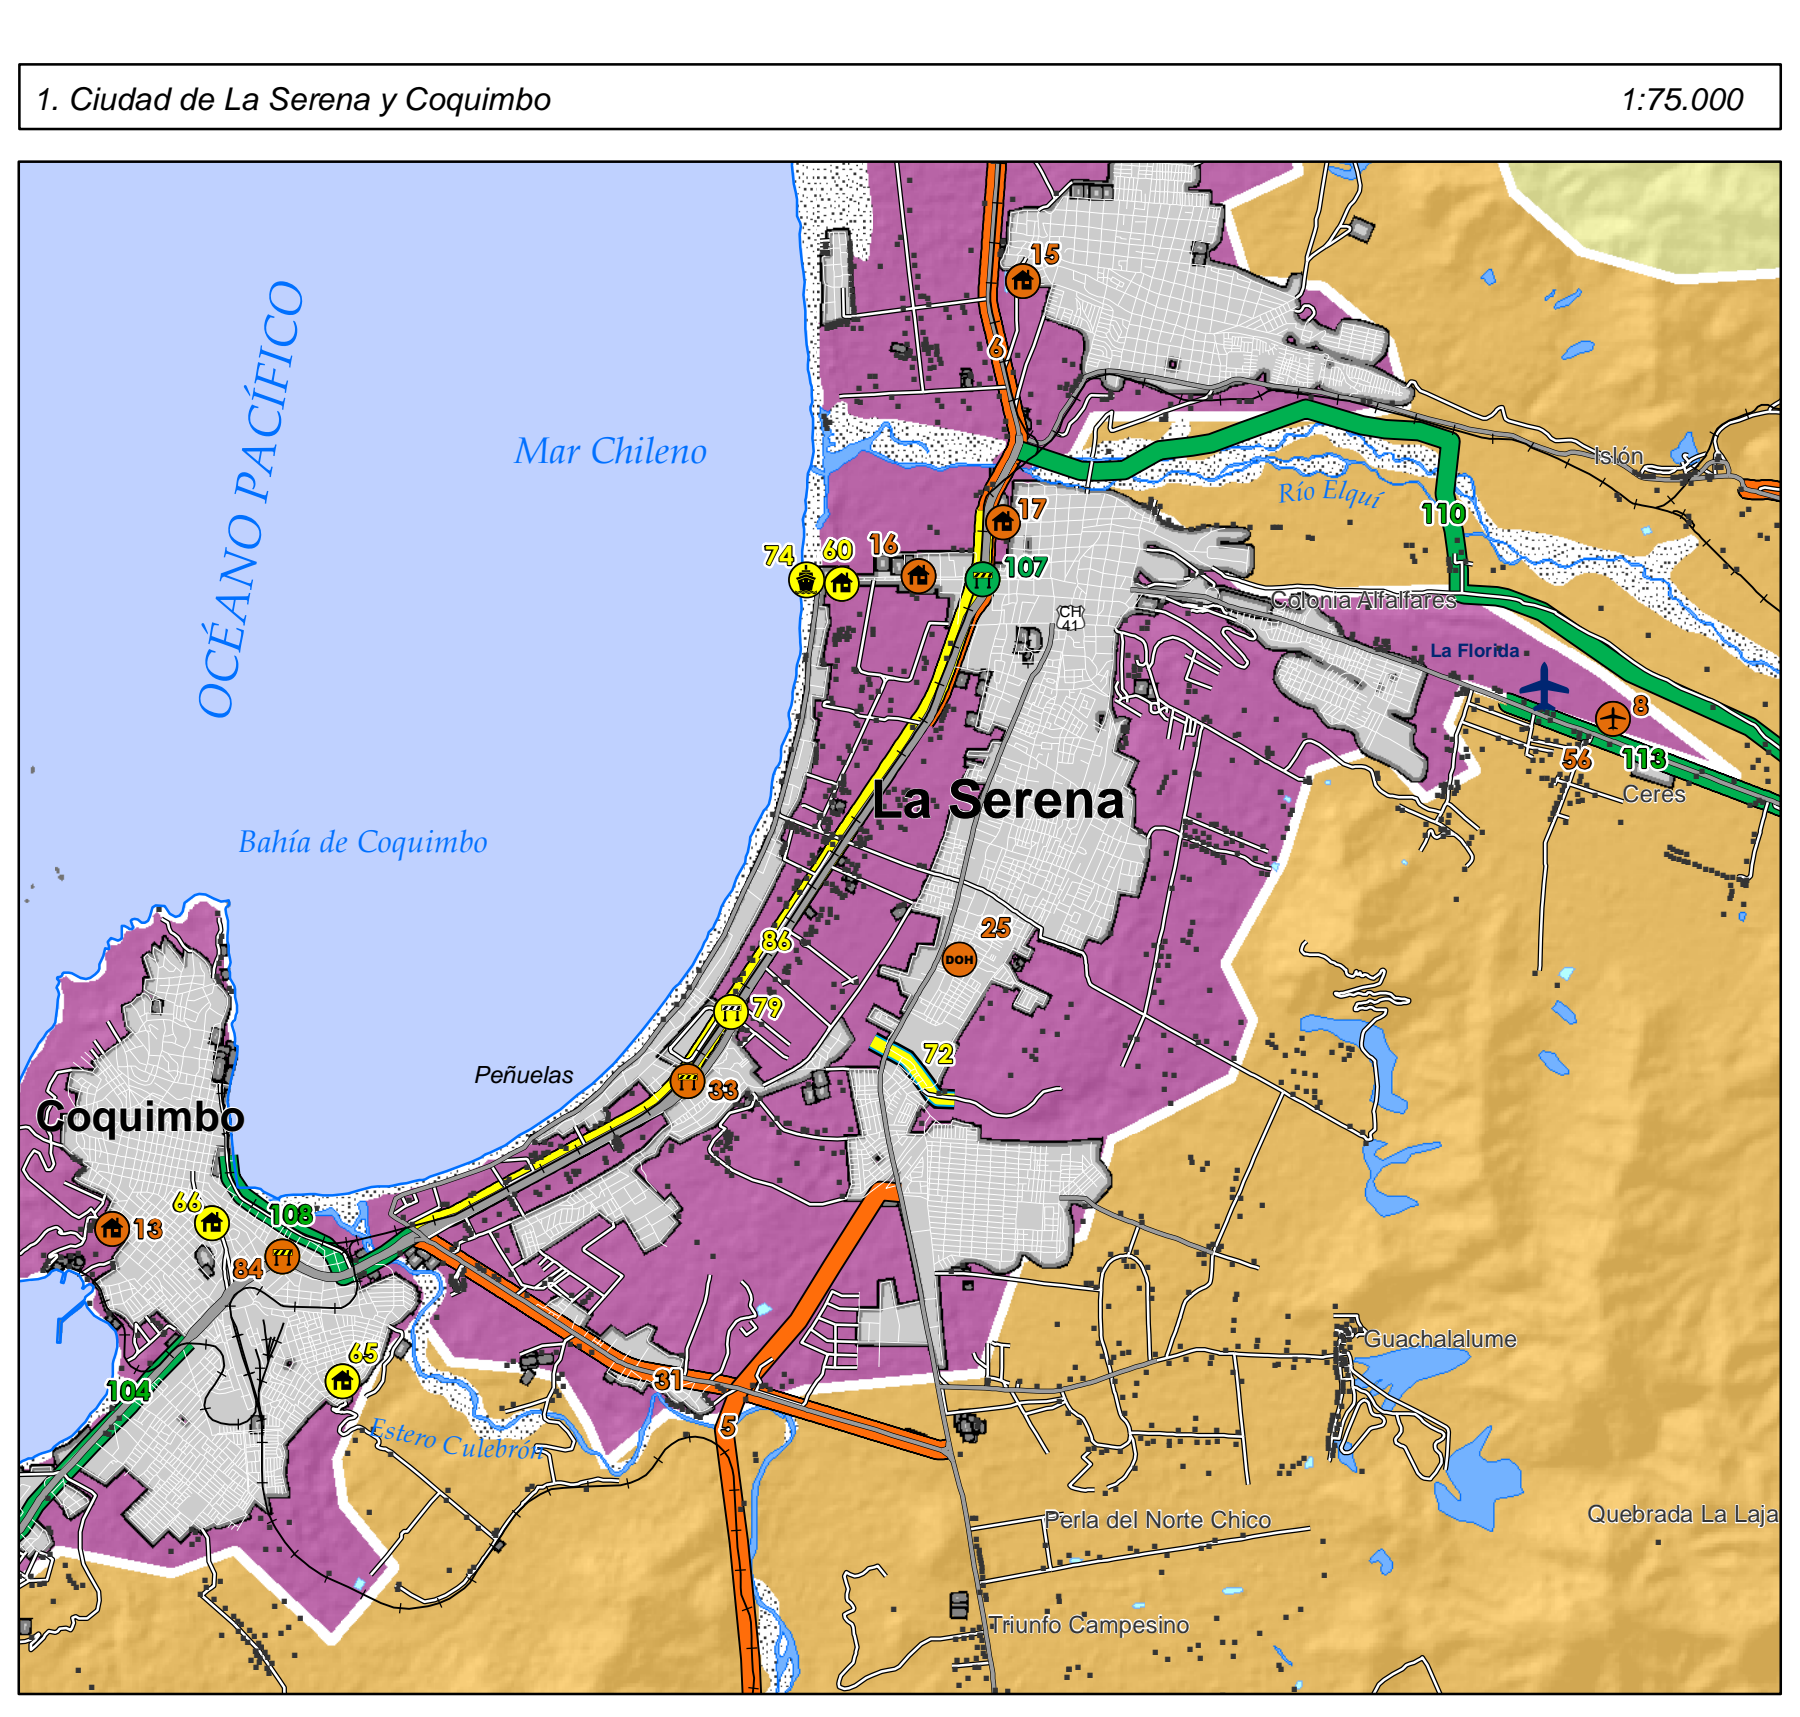 1. Ciudad de La Serena y Coquimbo 1:75.000
15
6
OCÉANO PACÍFICO
Mar Chileno
Islón
Río Elquí
110
17
74
60
16
107
Colonia Alfalfares
CH
41
La Florida
8
56
113
Ceres
La Serena
Bahía de Coquimbo
25
DOH
86
79
72
Peñuelas
33
Coquimbo
66
13
108
84
65
104
31
5
Guachalalume
Estero Culebrón
Perla del Norte Chico
Quebrada La Laja
Triunfo Campesino